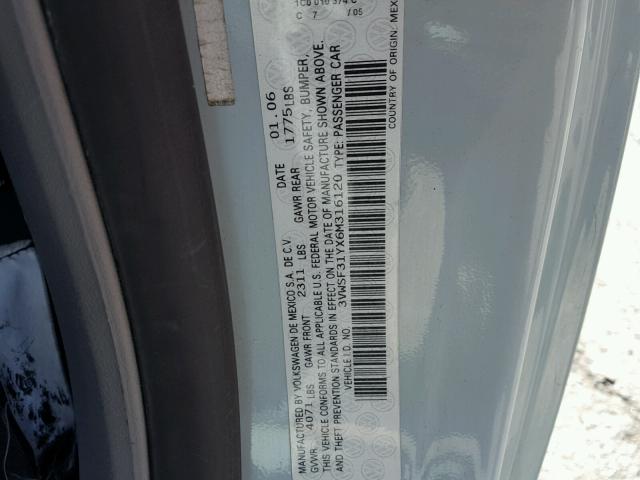 1C0 010 374 C
C 7 /05
MANUFACTURED BY VOLKSWAGEN DE MEXICO S.A. DE C.V. DATE 01.06
GVWR 4071LBS GAWR FRONT 2311 LBS GAWR REAR 1775LBS
THIS VEHICLE CONFORMS TO ALL APPLICABLE U.S. FEDERAL MOTOR VEHICLE SAFETY, BUMPER,
AND THEFT PREVENTION STANDARDS IN EFFECT ON THE DATE OF MANUFACTURE SHOWN ABOVE.
VEHICLE I.D. NO. 3VWSF31YX6M316120 TYPE: PASSENGER CAR
COUNTRY OF ORIGIN: MEX